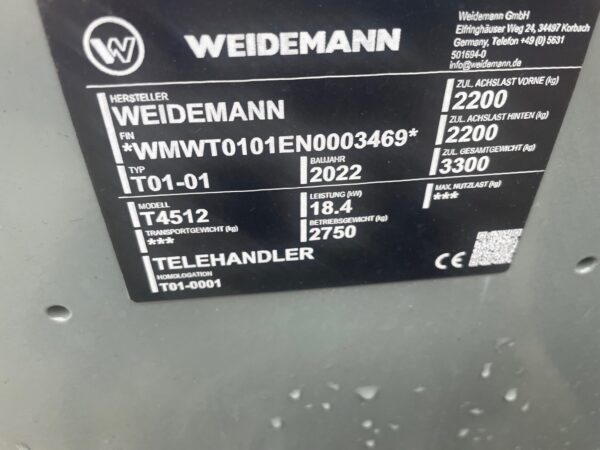 W WEIDEMANN
Weidemann GmbH
Elfringhäuser Weg 24, 34497 Korbach
Germany, Telefon +49 (0) 5631
501694-0
info@weidemann.de
HERSTELLER
WEIDEMANN
FIN
*WMWT0101EN0003469*
TYP
T01-01
BAUJAHR
2022
MODELL
T4512
LEISTUNG (kW)
18.4
TRANSPORTGEWICHT (kg)
***
BETRIEBSGEWICHT (kg)
2750
ZUL. ACHSLAST VORNE (kg)
2200
ZUL. ACHSLAST HINTEN (kg)
2200
ZUL. GESAMTGEWICHT (kg)
3300
MAX. NUTZLAST (kg)
***
TELEHANDLER
HOMOLOGATION
T01-0001
CE